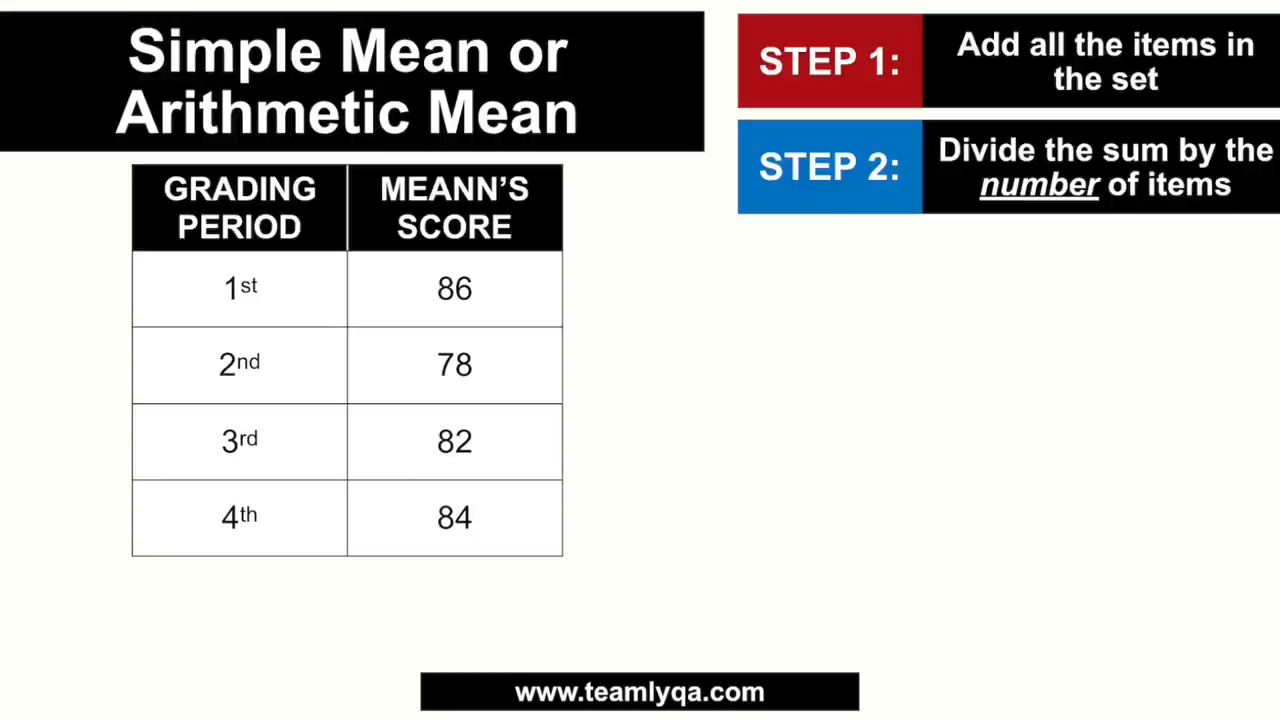 Simple Mean or
Arithmetic Mean
STEP 1:
Add all the items in
the set
STEP 2:
Divide the sum by the
number of items
GRADING PERIOD
MEANN’S SCORE
1st 86
2nd 78
3rd 82
4th 84
www.teamlyqa.com